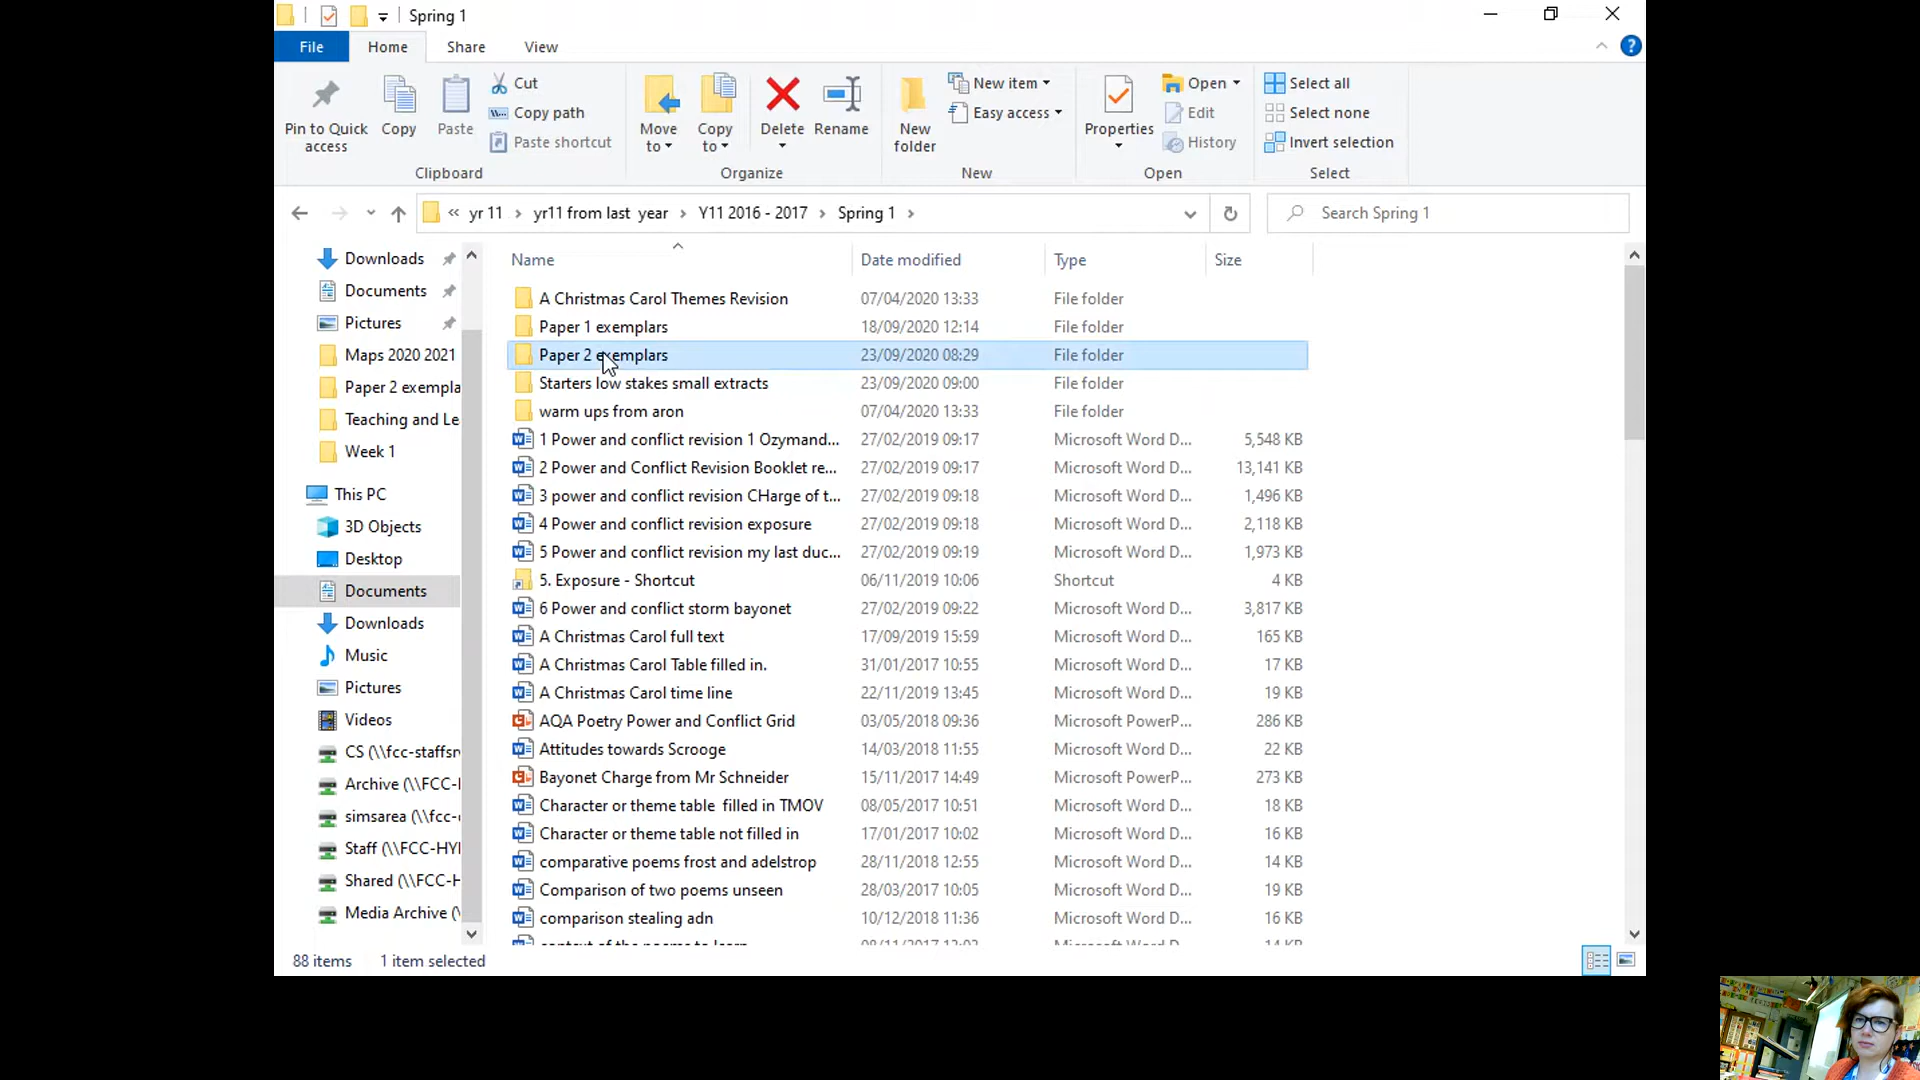 Spring 1
File Home Share View
Pin to Quick access
Copy
Paste
Cut
Copy path
Paste shortcut
Move to
Copy to
Delete
Rename
New folder
New item
Easy access
Properties
Open
Edit
History
Select all
Select none
Invert selection
Clipboard Organize New Open Select
« yr 11 > yr11 from last year > Y11 2016 - 2017 > Spring 1 >
Search Spring 1
Downloads
Documents
Pictures
Maps 2020 2021
Paper 2 exempla
Teaching and Le
Week 1
This PC
3D Objects
Desktop
Documents
Downloads
Music
Pictures
Videos
CS (\\fcc-staffsr
Archive (\\FCC-
simsarea (\\fcc-
Staff (\\FCC-HY
Shared (\\FCC-H
Media Archive (\
Name Date modified Type Size
A Christmas Carol Themes Revision 07/04/2020 13:33 File folder
Paper 1 exemplars 18/09/2020 12:14 File folder
Paper 2 exemplars 23/09/2020 08:29 File folder
Starters low stakes small extracts 23/09/2020 09:00 File folder
warm ups from aron 07/04/2020 13:33 File folder
1 Power and conflict revision 1 Ozymand... 27/02/2019 09:17 Microsoft Word D... 5,548 KB
2 Power and Conflict Revision Booklet re... 27/02/2019 09:17 Microsoft Word D... 13,141 KB
3 power and conflict revision CHarge of t... 27/02/2019 09:18 Microsoft Word D... 1,496 KB
4 Power and conflict revision exposure 27/02/2019 09:18 Microsoft Word D... 2,118 KB
5 Power and conflict revision my last duc... 27/02/2019 09:19 Microsoft Word D... 1,973 KB
5. Exposure - Shortcut 06/11/2019 10:06 Shortcut 4 KB
6 Power and conflict storm bayonet 27/02/2019 09:22 Microsoft Word D... 3,817 KB
A Christmas Carol full text 17/09/2019 15:59 Microsoft Word D... 165 KB
A Christmas Carol Table filled in. 31/01/2017 10:55 Microsoft Word D... 17 KB
A Christmas Carol time line 22/11/2019 13:45 Microsoft Word D... 19 KB
AQA Poetry Power and Conflict Grid 03/05/2018 09:36 Microsoft PowerP... 286 KB
Attitudes towards Scrooge 14/03/2018 11:55 Microsoft Word D... 22 KB
Bayonet Charge from Mr Schneider 15/11/2017 14:49 Microsoft PowerP... 273 KB
Character or theme table filled in TMOV 08/05/2017 10:51 Microsoft Word D... 18 KB
Character or theme table not filled in 17/01/2017 10:02 Microsoft Word D... 16 KB
comparative poems frost and adelstrop 28/11/2018 12:55 Microsoft Word D... 14 KB
Comparison of two poems unseen 28/03/2017 10:05 Microsoft Word D... 19 KB
comparison stealing adn 10/12/2018 11:36 Microsoft Word D... 16 KB
88 items 1 item selected